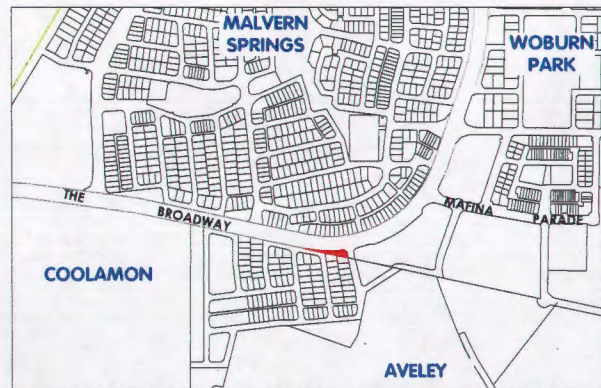 MALVERN
SPRINGS
WOBURN
PARK
THE BROADWAY
MAFINA PARADE
COOLAMON
AVELEY